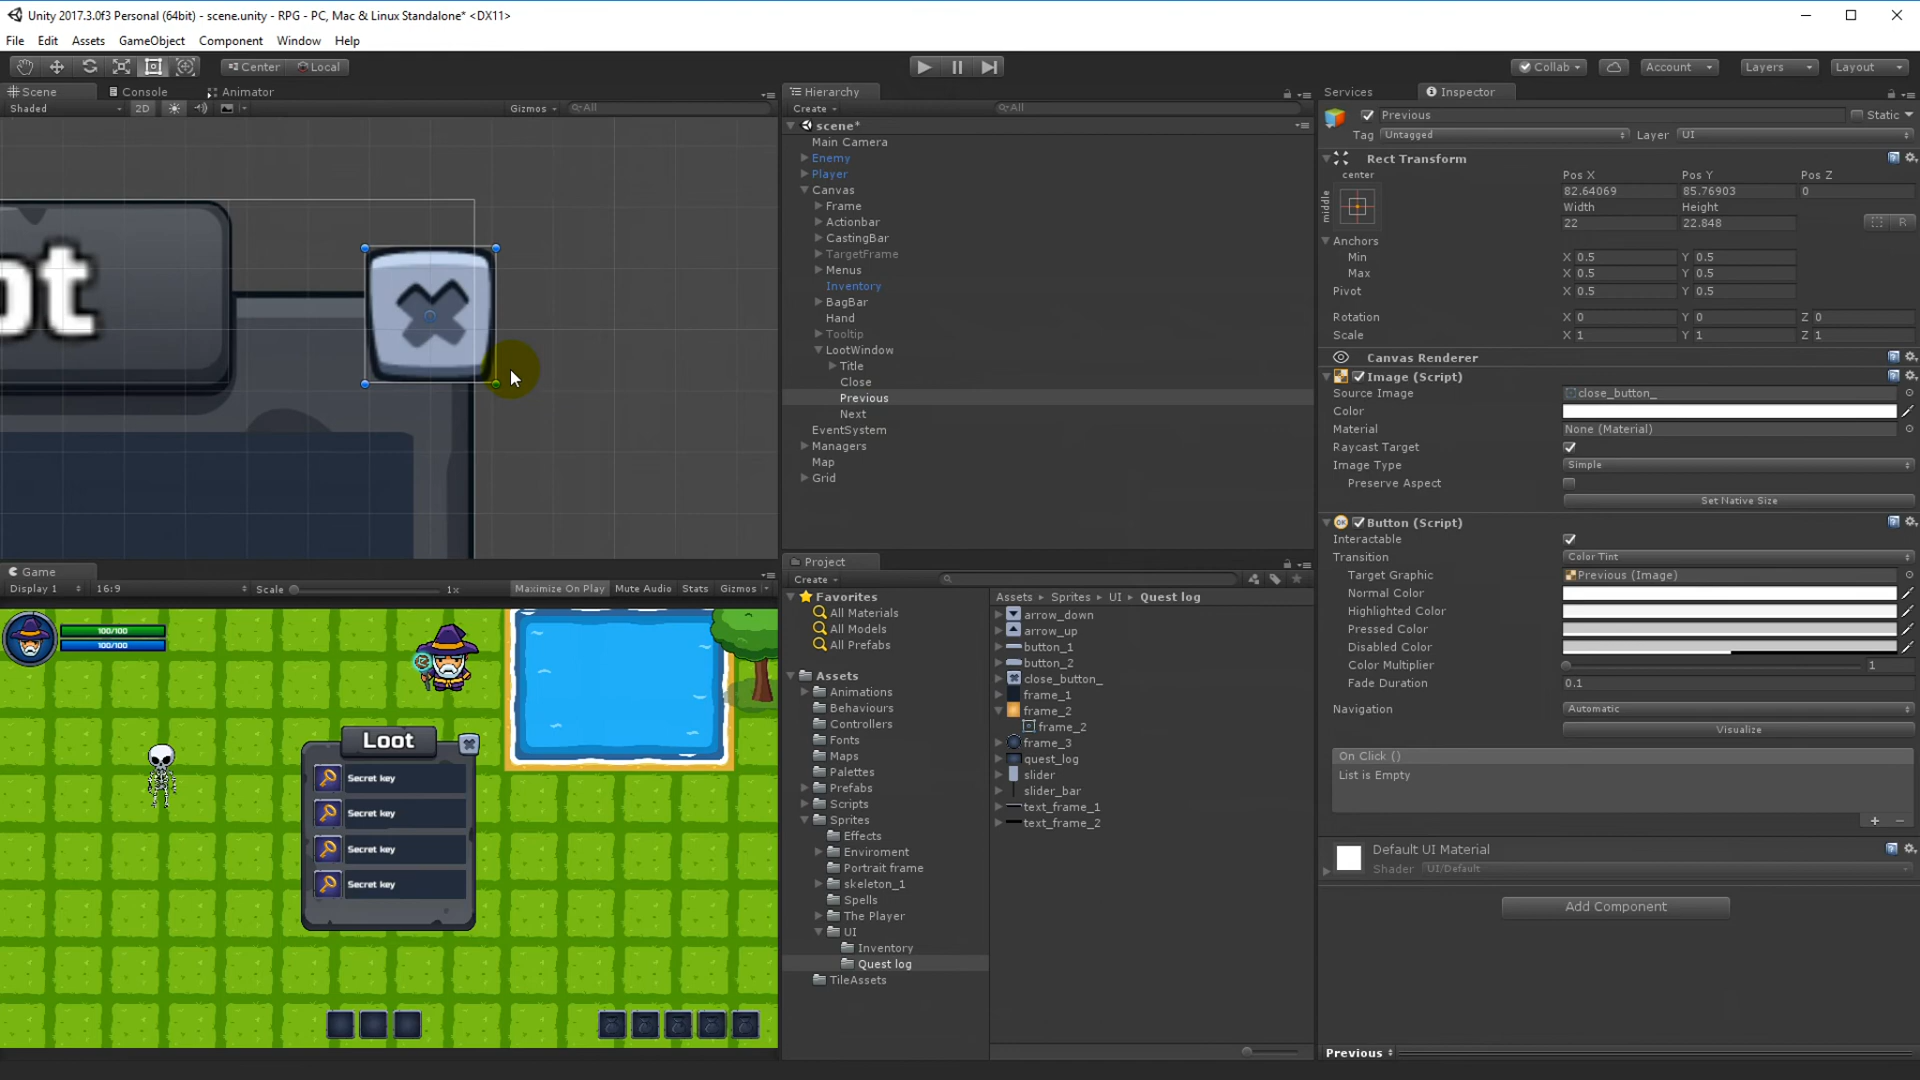 Unity 2017.3.0f3 Personal (64bit) - scene.unity - RPG - PC, Mac & Linux Standalone* <DX11>
File Edit Assets GameObject Component Window Help
Center Local
Collab Account Layers Layout
Scene Console Animator
Shaded 2D Gizmos All
ot
Game
Display 1 16:9 Scale 1x Maximize On Play Mute Audio Stats Gizmos
100/100
100/100
Loot
Secret key
Secret key
Secret key
Secret key
Hierarchy
Create All
scene*
Main Camera
Enemy
Player
Canvas
Frame
Actionbar
CastingBar
TargetFrame
Menus
Inventory
BagBar
Hand
Tooltip
LootWindow
Title
Close
Previous
Next
EventSystem
Managers
Map
Grid
Project
Create
Favorites
All Materials
All Models
All Prefabs
Assets
Animations
Behaviours
Controllers
Fonts
Maps
Palettes
Prefabs
Scripts
Sprites
Effects
Enviroment
Portrait frame
skeleton_1
Spells
The Player
UI
Inventory
Quest log
TileAssets
Assets Sprites UI Quest log
arrow_down
arrow_up
button_1
button_2
close_button_
frame_1
frame_2
frame_2
frame_3
quest_log
slider
slider_bar
text_frame_1
text_frame_2
Services Inspector
Previous Static
Tag Untagged Layer UI
Rect Transform
center
middle
Pos X Pos Y Pos Z
82.64069 85.76903 0
Width Height
22 22.848 R
Anchors
Min X 0.5 Y 0.5
Max X 0.5 Y 0.5
Pivot X 0.5 Y 0.5
Rotation X 0 Y 0 Z 0
Scale X 1 Y 1 Z 1
Canvas Renderer
Image (Script)
Source Image close_button_
Color
Material None (Material)
Raycast Target
Image Type Simple
Preserve Aspect
Set Native Size
Button (Script)
Interactable
Transition Color Tint
Target Graphic Previous (Image)
Normal Color
Highlighted Color
Pressed Color
Disabled Color
Color Multiplier 1
Fade Duration 0.1
Navigation Automatic
Visualize
On Click ()
List is Empty
Default UI Material
Shader UI/Default
Add Component
Previous